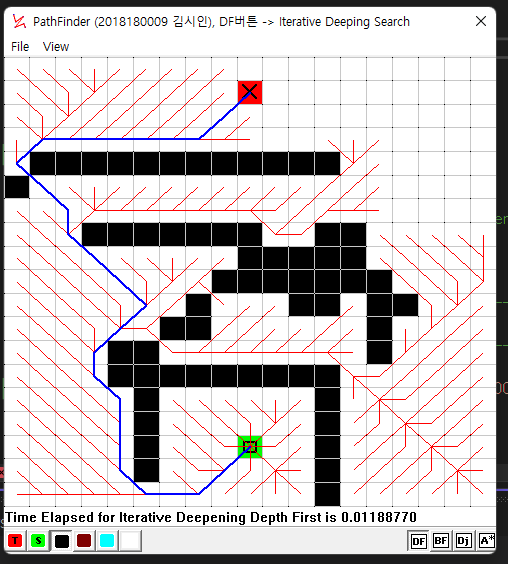 PathFinder (2018180009 김시인), DF버튼 -> Iterative Deeping Search
File View
Time Elapsed for Iterative Deepening Depth First is 0.01188770
T S DF BF Dj A*